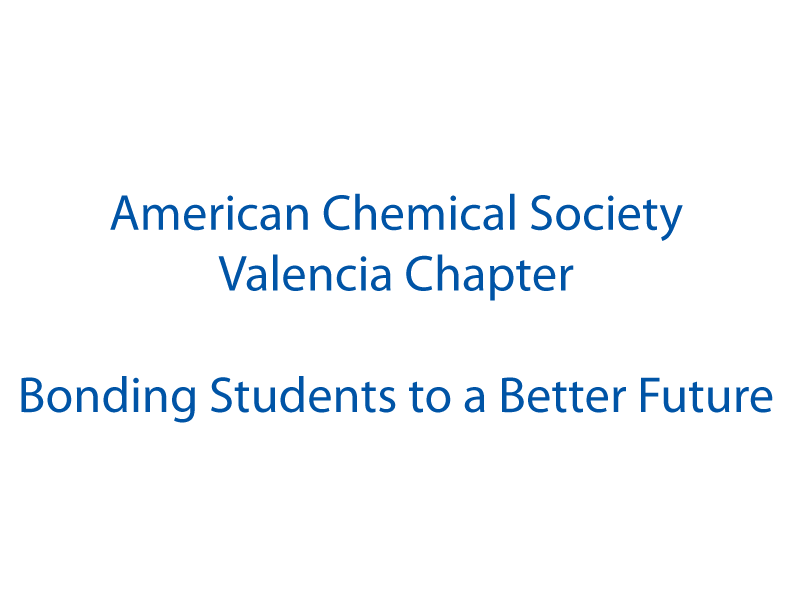 American Chemical Society
Valencia Chapter
Bonding Students to a Better Future